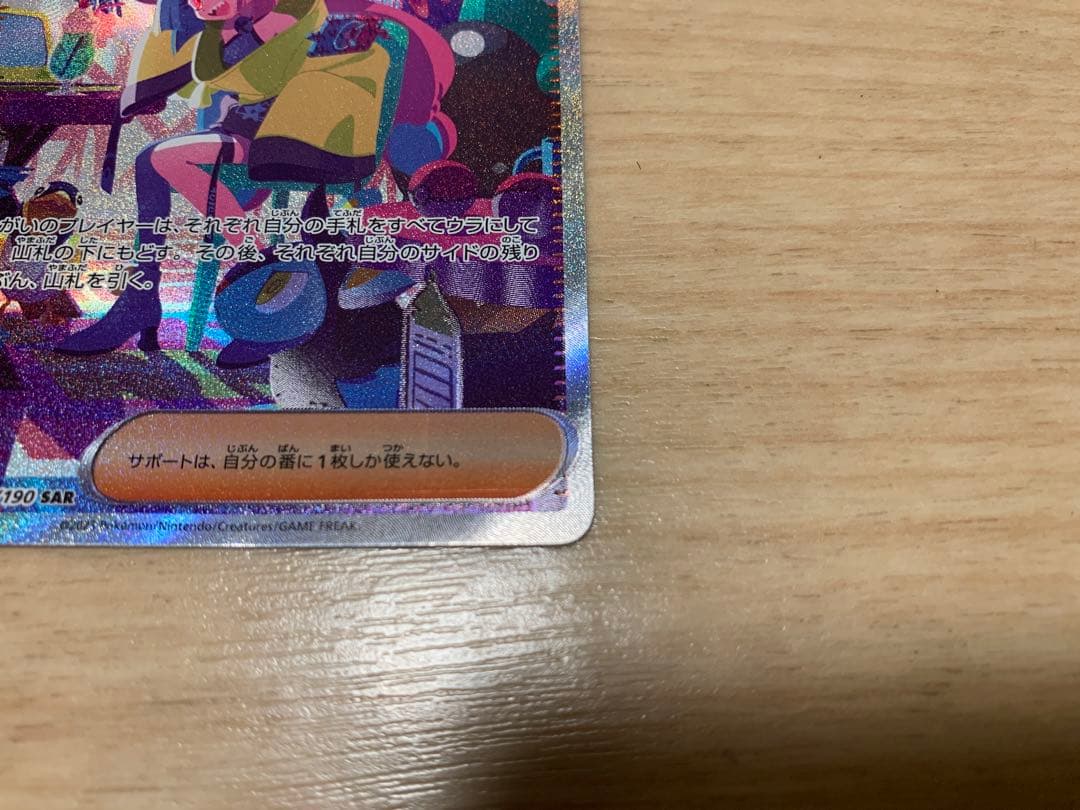 がいのプレイヤーは、それぞれ自分の手札をすべてウラにして
山札の下にもどす。その後、それぞれ自分のサイドの残り
ぶん、山札を引く。
サポートは、自分の番に1枚しか使えない。
/190 SAR
©2023 Pokémon/Nintendo/Creatures/GAME FREAK.